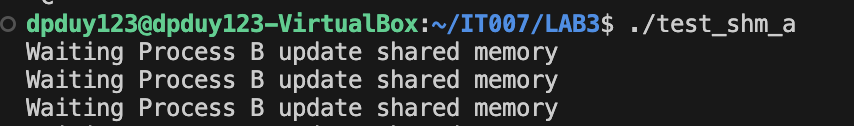 dpduy123@dpduy123-VirtualBox:~/IT007/LAB3$ ./test_shm_a
Waiting Process B update shared memory
Waiting Process B update shared memory
Waiting Process B update shared memory